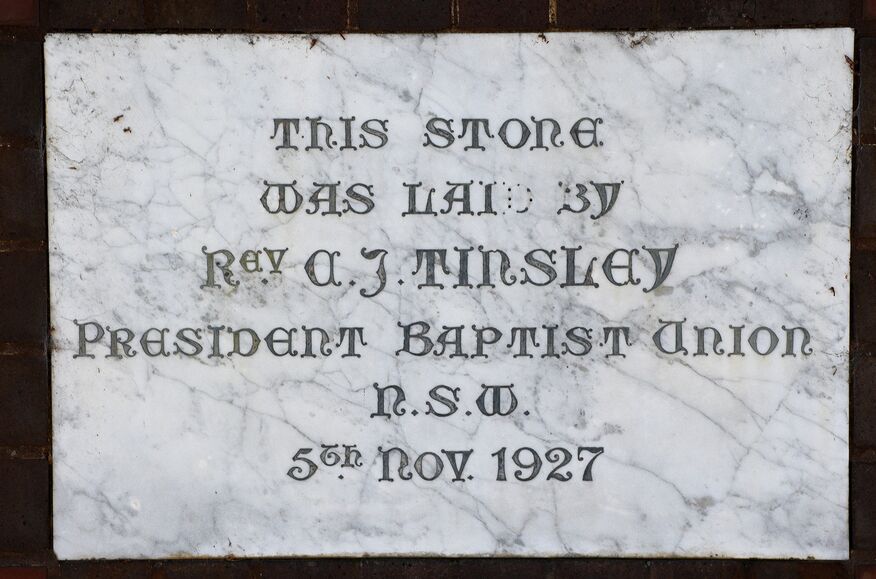 THIS STONE
WAS LAID BY
REV. C.J. TINSLEY
PRESIDENT BAPTIST UNION
N.S.W.
5th NOV. 1927